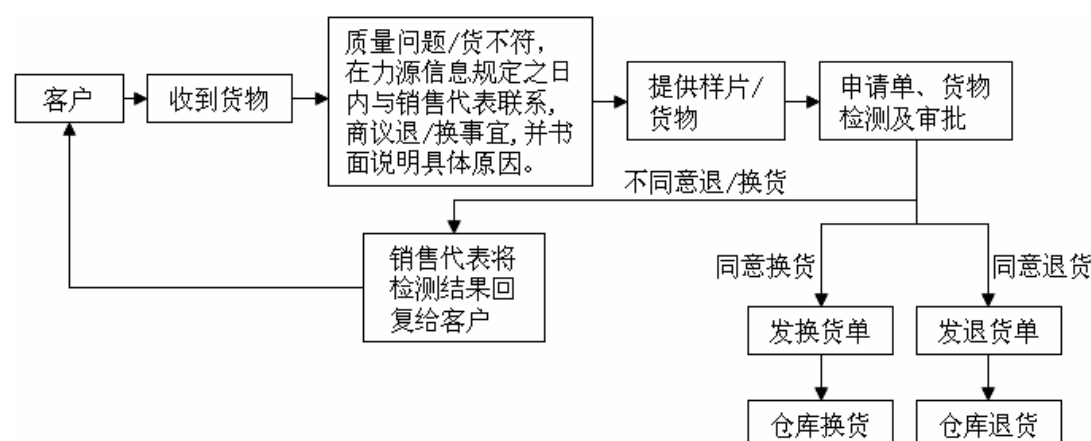 客户
收到货物
质量问题/货不符,
在力源信息规定之日
内与销售代表联系,
商议退/换事宜,并书
面说明具体原因。
提供样片/
货物
申请单、货物
检测及审批
不同意退/换货
销售代表将
检测结果回
复给客户
同意换货
同意退货
发换货单
发退货单
仓库换货
仓库退货